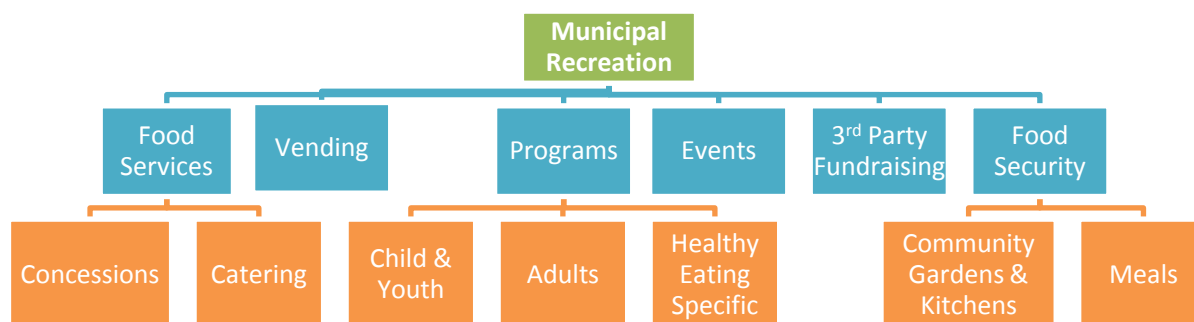 Municipal
Recreation
Food
Services
Vending
Programs
Events
3rd Party
Fundraising
Food
Security
Concessions
Catering
Child &
Youth
Adults
Healthy
Eating
Specific
Community
Gardens &
Kitchens
Meals